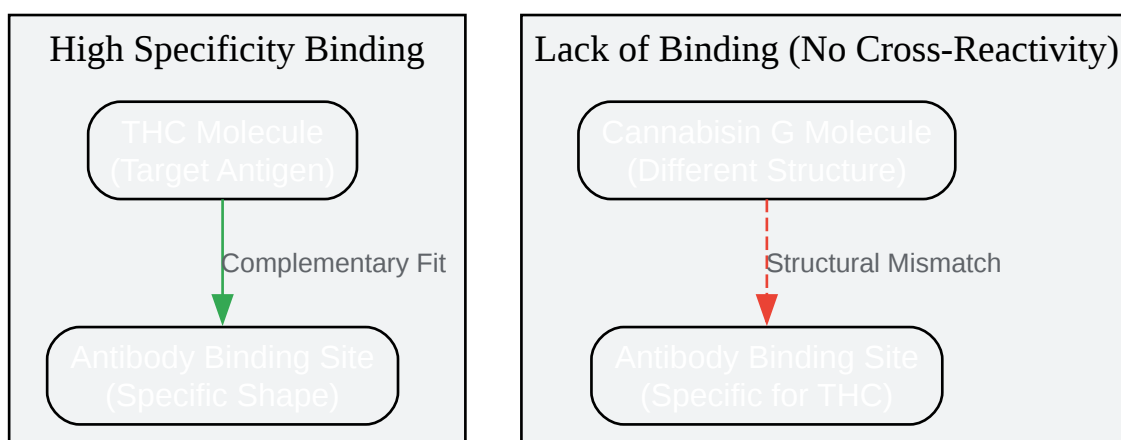 High Specificity Binding
THC Molecule
(Target Antigen)
Complementary Fit
Antibody Binding Site
(Specific Shape)
Lack of Binding (No Cross-Reactivity)
Cannabisin G Molecule
(Different Structure)
Structural Mismatch
Antibody Binding Site
(Specific for THC)